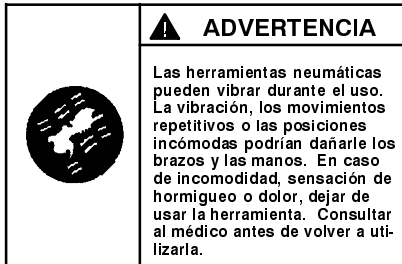 ADVERTENCIA
Las herramientas neumáticas
pueden vibrar durante el uso.
La vibración, los movimientos
repetitivos o las posiciones
incómodas podrían dañarle los
brazos y las manos. En caso
de incomodidad, sensación de
hormigueo o dolor, dejar de
usar la herramienta. Consultar
al médico antes de volver a uti-
lizarla.